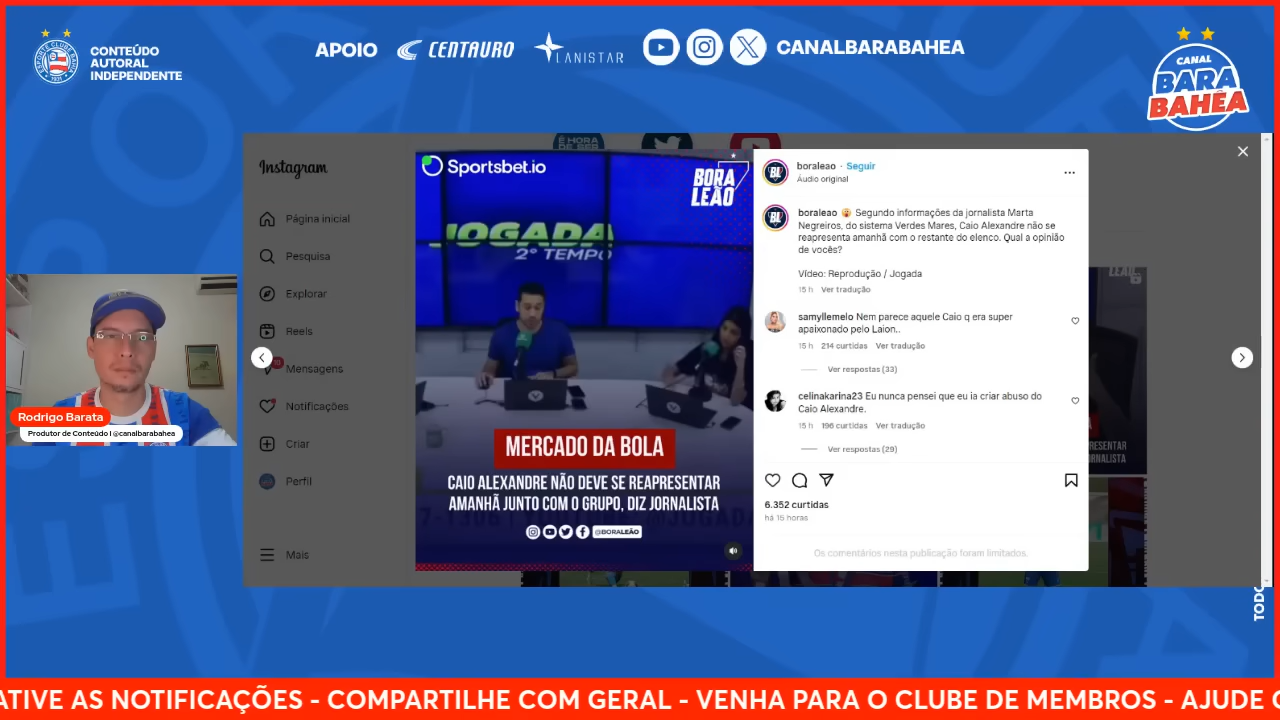 CONTEÚDO
AUTORAL
INDEPENDENTE
APOIO
CENTAURO
LANISTAR
CANALBARABAHEA
CANAL
BARA
BAHÊA
Instagram
Página inicial
Pesquisa
Explorar
Reels
Mensagens
Notificações
Criar
Perfil
Mais
Sportsbet.io
BORA
LEÃO
JOGADA
2º TEMPO
MERCADO DA BOLA
CAIO ALEXANDRE NÃO DEVE SE REAPRESENTAR
AMANHÃ JUNTO COM O GRUPO, DIZ JORNALISTA
@BORALEÃO
boraleao · Seguir
Áudio original
boraleao 😱 Segundo informações da jornalista Marta
Negreiros, do sistema Verdes Mares, Caio Alexandre não se
reapresenta amanhã com o restante do elenco. Qual a opinião
de vocês?
Vídeo: Reprodução / Jogada
15 h Ver tradução
samyllemelo Nem parece aquele Caio q era super
apaixonado pelo Laion..
15 h 214 curtidas Ver tradução
Ver respostas (33)
celinakarina23 Eu nunca pensei que eu ia criar abuso do
Caio Alexandre.
15 h 196 curtidas Ver tradução
Ver respostas (29)
6.352 curtidas
há 15 horas
Os comentários nesta publicação foram limitados.
Rodrigo Barata
Produtor de Conteúdo | @canalbarabahea
TODO
ATIVE AS NOTIFICAÇÕES - COMPARTILHE COM GERAL - VENHA PARA O CLUBE DE MEMBROS - AJUDE